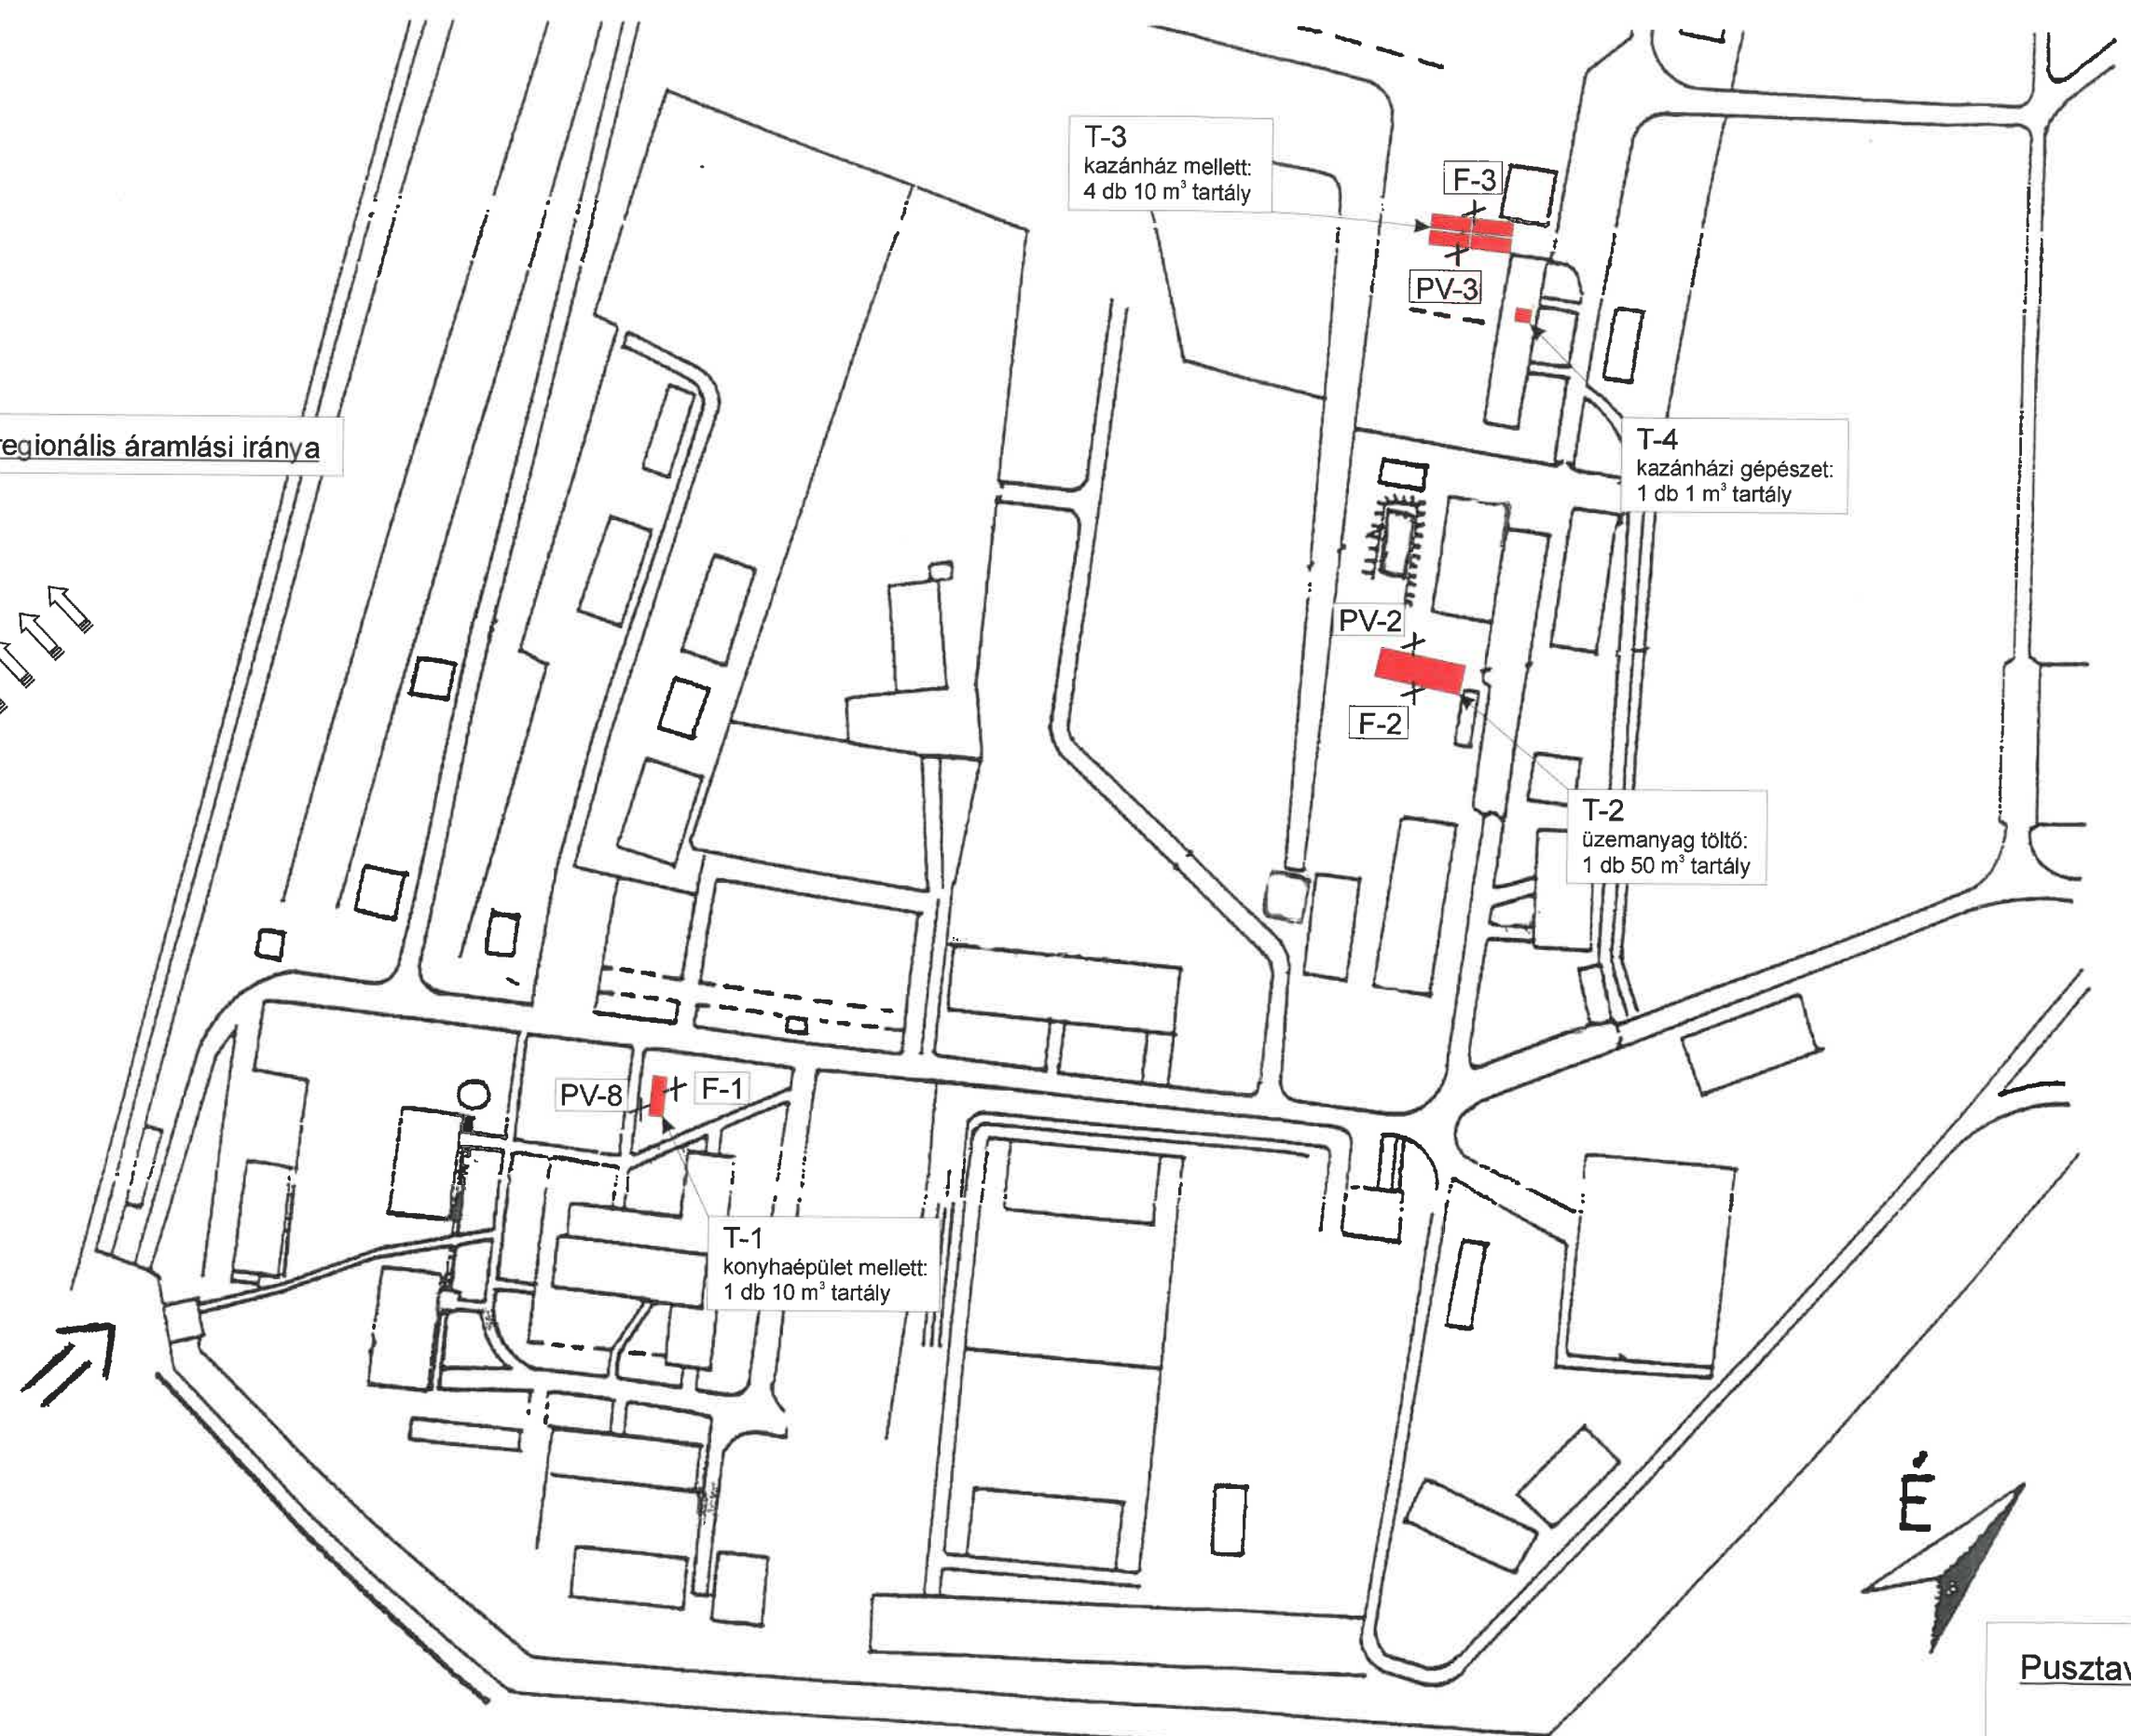 T-3
kazánház mellett:
4 db 10 m³ tartály
F-3
PV-3
regionális áramlási iránya
T-4
kazánházi gépészet:
1 db 1 m³ tartály
PV-2
F-2
T-2
üzemanyag töltő:
1 db 50 m³ tartály
PV-8
F-1
T-1
konyhaépület mellett:
1 db 10 m³ tartály
É